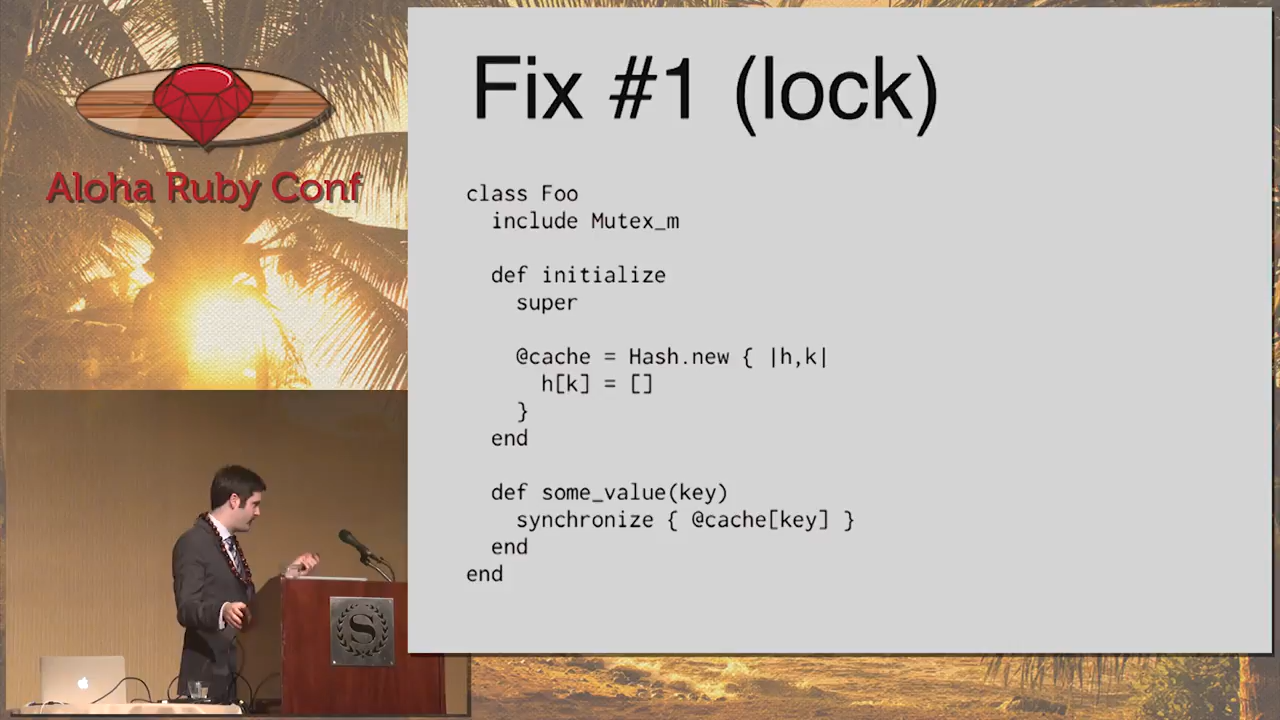 Aloha Ruby Conf
Fix #1 (lock)
class Foo
  include Mutex_m

  def initialize
    super

    @cache = Hash.new { |h,k|
      h[k] = []
    }
  end

  def some_value(key)
    synchronize { @cache[key] }
  end
end
S